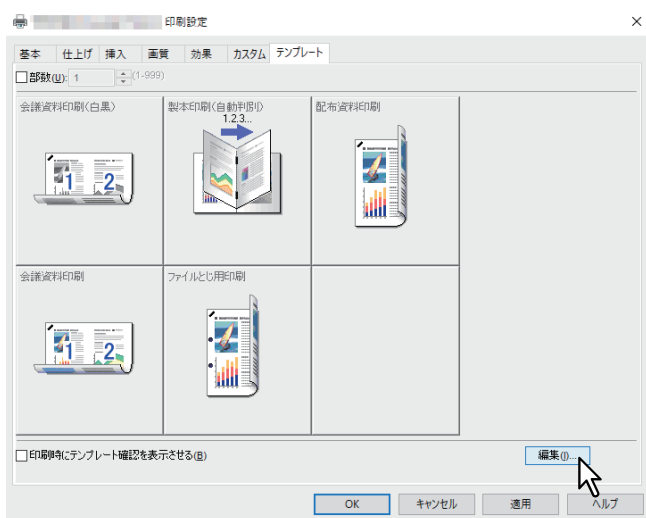 印刷設定
基本 仕上げ 挿入 画質 効果 カスタム テンプレート
部数(U): 1 (1-999)
会議資料印刷(白黒) 製本印刷(自動判別) 配布資料印刷
1.2.3...
1 2
会議資料印刷 ファイルとじ用印刷
1 2
印刷時にテンプレート確認を表示させる(B) 編集(I)...
OK キャンセル 適用 ヘルプ